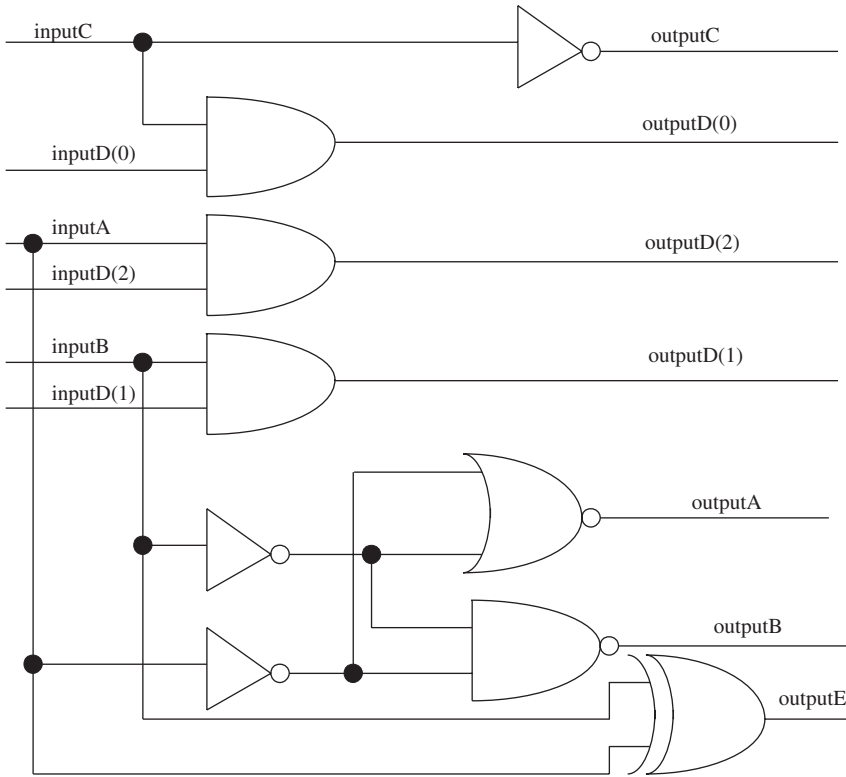 inputC
outputC
outputD(0)
inputD(0)
inputA
outputD(2)
inputD(2)
inputB
outputD(1)
inputD(1)
outputA
outputB
outputE